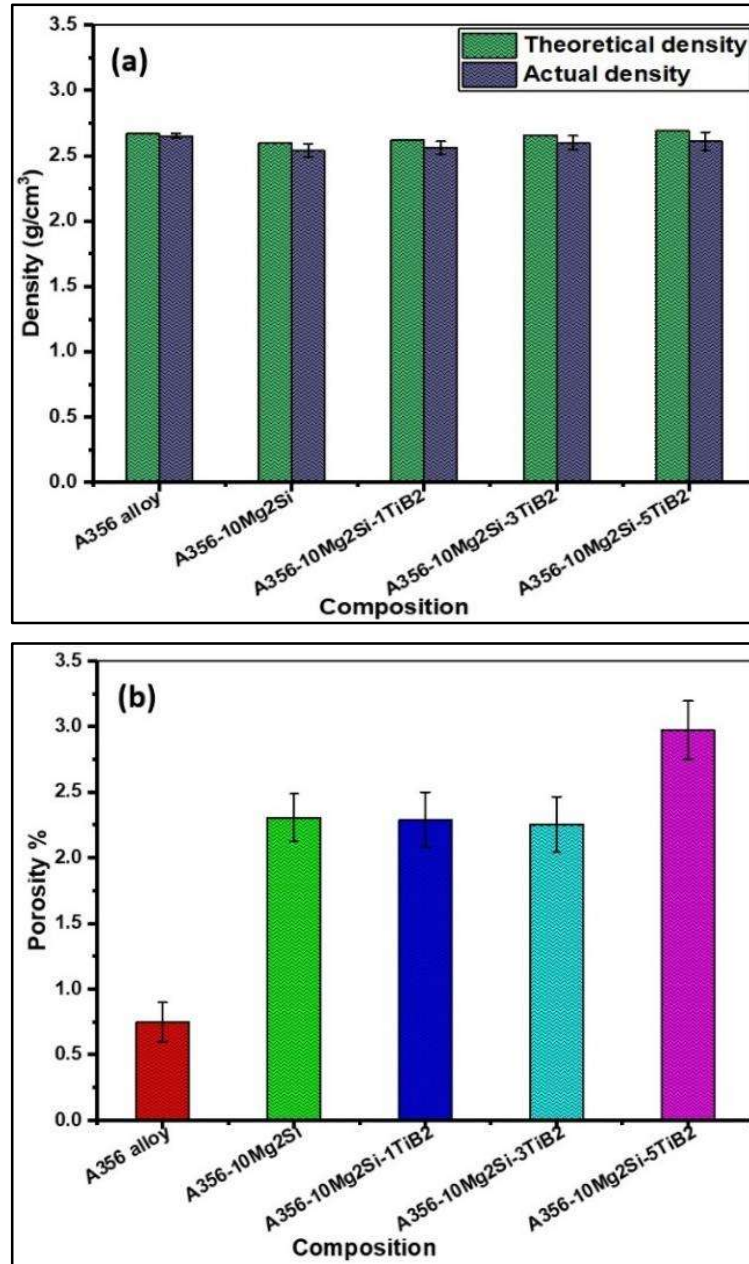 (a)
Theoretical density
Actual density
Density (g/cm³)
3.5
3.0
2.5
2.0
1.5
1.0
0.5
0.0
A356 alloy
A356-10Mg2Si
A356-10Mg2Si-1TiB2
A356-10Mg2Si-3TiB2
A356-10Mg2Si-5TiB2
Composition
(b)
Porosity %
3.5
3.0
2.5
2.0
1.5
1.0
0.5
0.0
A356 alloy
A356-10Mg2Si
A356-10Mg2Si-1TiB2
A356-10Mg2Si-3TiB2
A356-10Mg2Si-5TiB2
Composition